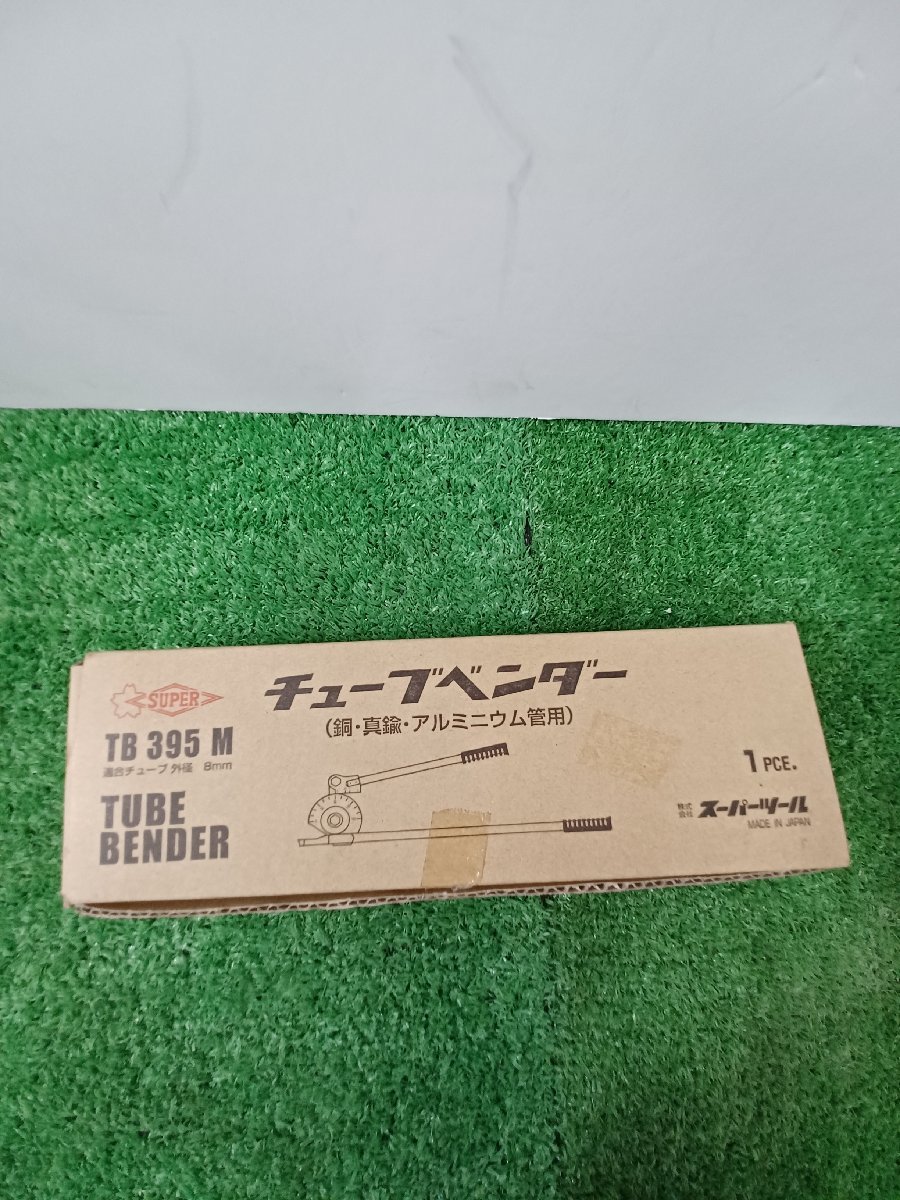 SUPER
チューブベンダー
(銅・真鍮・アルミニウム管用)
TB 395 M
適合チューブ外径 8mm
TUBE
BENDER
1 PCE.
株式会社 スーパーツール
MADE IN JAPAN